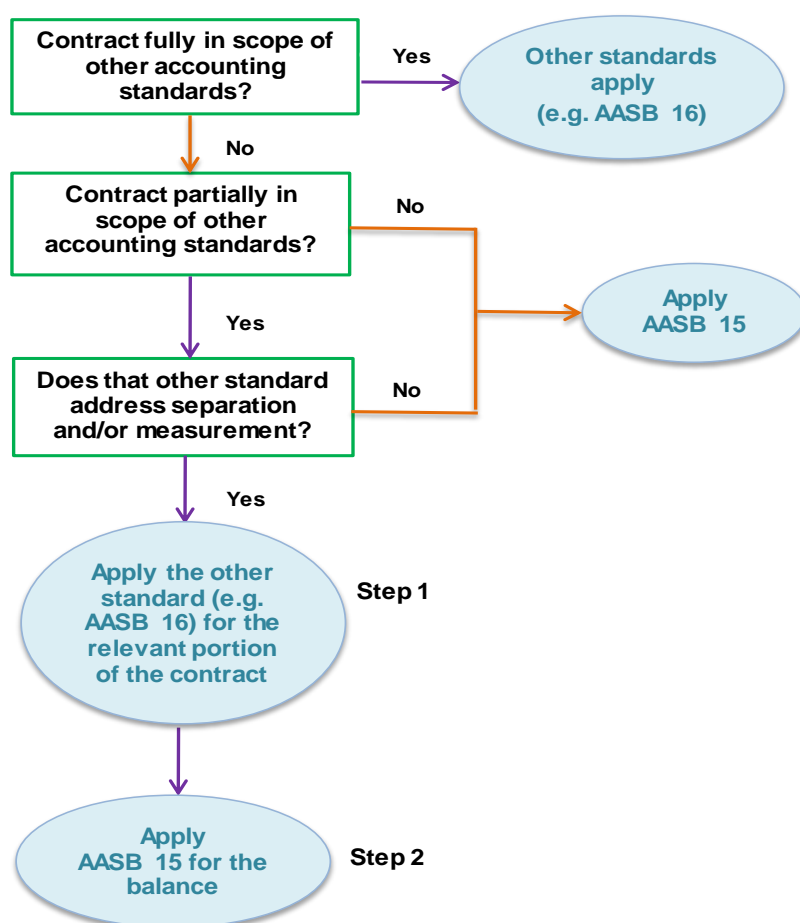 Contract fully in scope of
other accounting
standards?
Yes
Other standards
apply
(e.g. AASB 16)
No
Contract partially in
scope of other
accounting standards?
No
Apply
AASB 15
Yes
Does that other standard
address separation
and/or measurement?
No
Yes
Apply the other
standard (e.g.
AASB 16) for the
relevant portion
of the contract
Step 1
Apply
AASB 15 for the
balance
Step 2